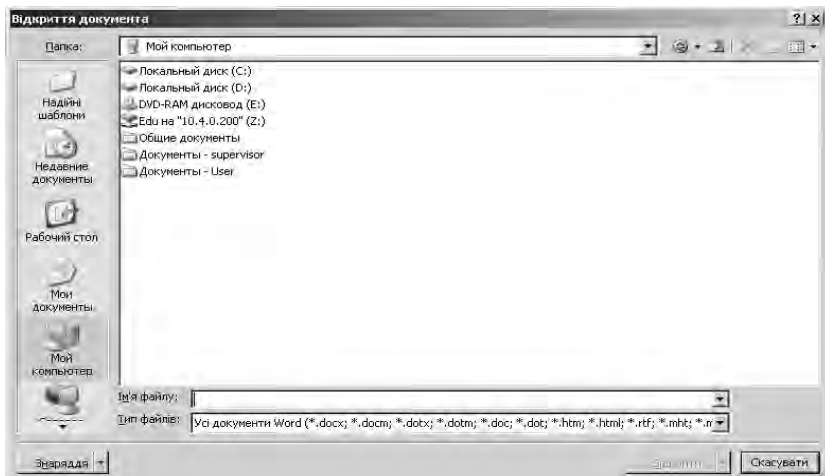 Відкриття документа
Папка:
Мой компьютер
Надійні
шаблони
Недавние
документы
Рабочий стол
Мои
документы
Мой
компьютер
Локальный диск (C:)
Локальный диск (D:)
DVD-RAM дисковод (E:)
Edu на "10.4.0.200" (Z:)
Общие документы
Документы - supervisor
Документы - User
Ім'я файлу:
Тип файлів:
Усі документи Word (*.docx; *.docm; *.dotx; *.dotm; *.doc; *.dot; *.htm; *.html; *.rtf; *.mht; *.m
Знаряддя
Скасувати